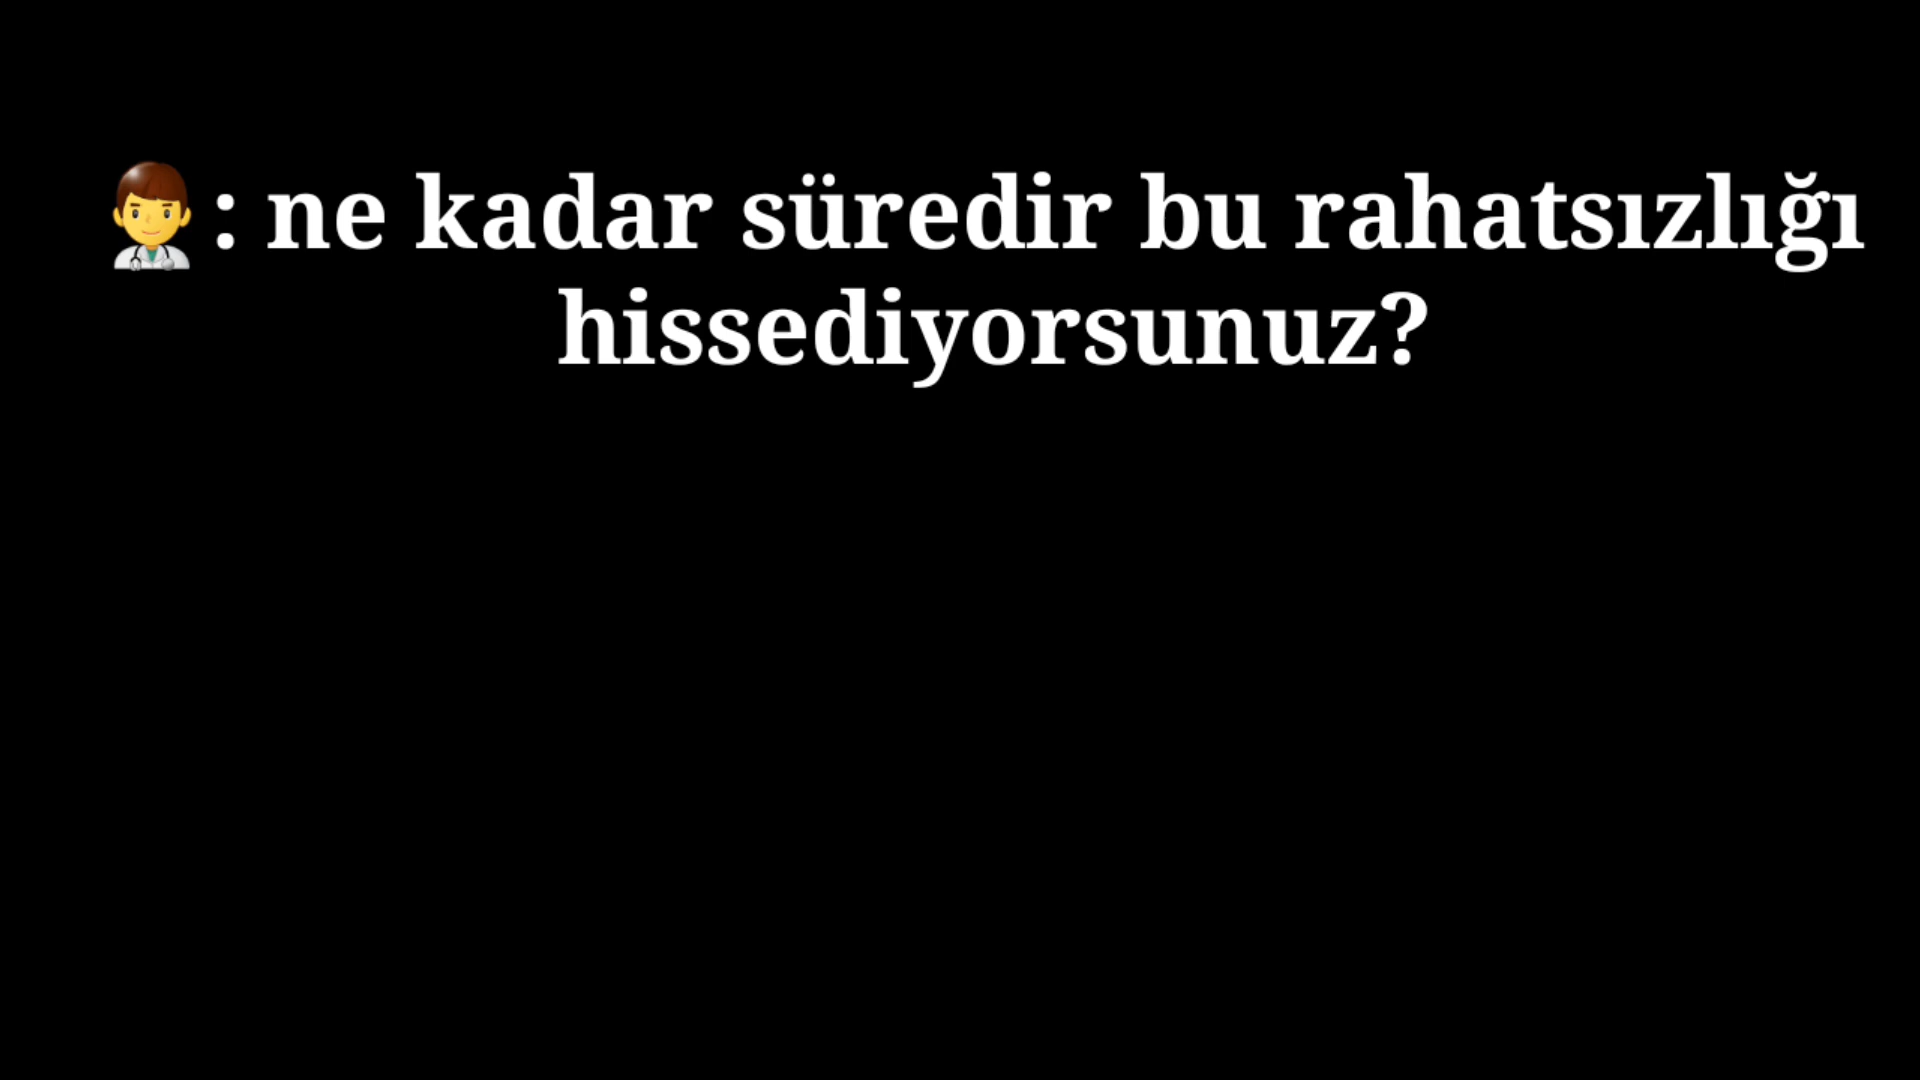 👨‍⚕️: ne kadar süredir bu rahatsızlığı
hissediyorsunuz?